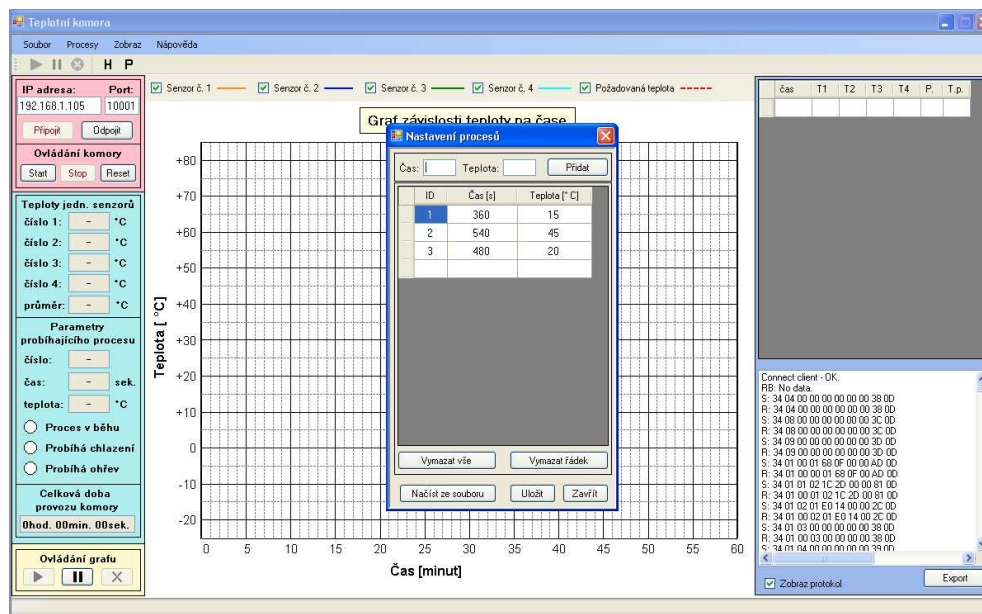 Teplotní komora
Soubor Procesy Zobraz Nápověda
H P
IP adresa: Port:
192.168.1.105 10001
Připojit Odpojit
Ovládání komory
Start Stop Reset
Teploty jedn. senzorů
číslo 1: - °C
číslo 2: - °C
číslo 3: - °C
číslo 4: - °C
průměr: - °C
Parametry
probíhajícího procesu
číslo: -
čas: - sek.
teplota: - °C
Proces v běhu
Probíhá chlazení
Probíhá ohřev
Celková doba
provozu komory
0hod. 00min. 00sek.
Ovládání grafu
Senzor č. 1 Senzor č. 2 Senzor č. 3 Senzor č. 4 Požadovaná teplota
Graf závislosti teploty na čase
Teplota [ °C]
+80
+70
+60
+50
+40
+30
+20
+10
0
-10
-20
0 5 10 15 20 25 30 35 40 45 50 55 60
Čas [minut]
Nastavení procesů
Čas: Teplota: Přidat
ID Čas [s] Teplota [° C]
1 360 15
2 540 45
3 480 20
Vymazat vše Vymazat řádek
Načíst ze souboru Uložit Zavřít
čas T1 T2 T3 T4 P. T.p.
Connect client - OK.
RB: No data.
S: 34 04 00 00 00 00 00 00 38 0D
R: 34 04 00 00 00 00 00 00 38 0D
S: 34 08 00 00 00 00 00 00 3C 0D
R: 34 08 00 00 00 00 00 00 3C 0D
S: 34 09 00 00 00 00 00 00 3D 0D
R: 34 09 00 00 00 00 00 00 3D 0D
S: 34 01 00 01 68 0F 00 00 AD 0D
R: 34 01 00 00 01 68 0F 00 AD 0D
S: 34 01 01 02 1C 2D 00 00 81 0D
R: 34 01 00 01 02 1C 2D 00 81 0D
S: 34 01 02 01 E0 14 00 00 2C 0D
R: 34 01 00 02 01 E0 14 00 2C 0D
S: 34 01 03 00 00 00 00 00 38 0D
R: 34 01 00 03 00 00 00 00 38 0D
S: 34 01 04 00 00 00 00 00 39 0D
Zobraz protokol Export